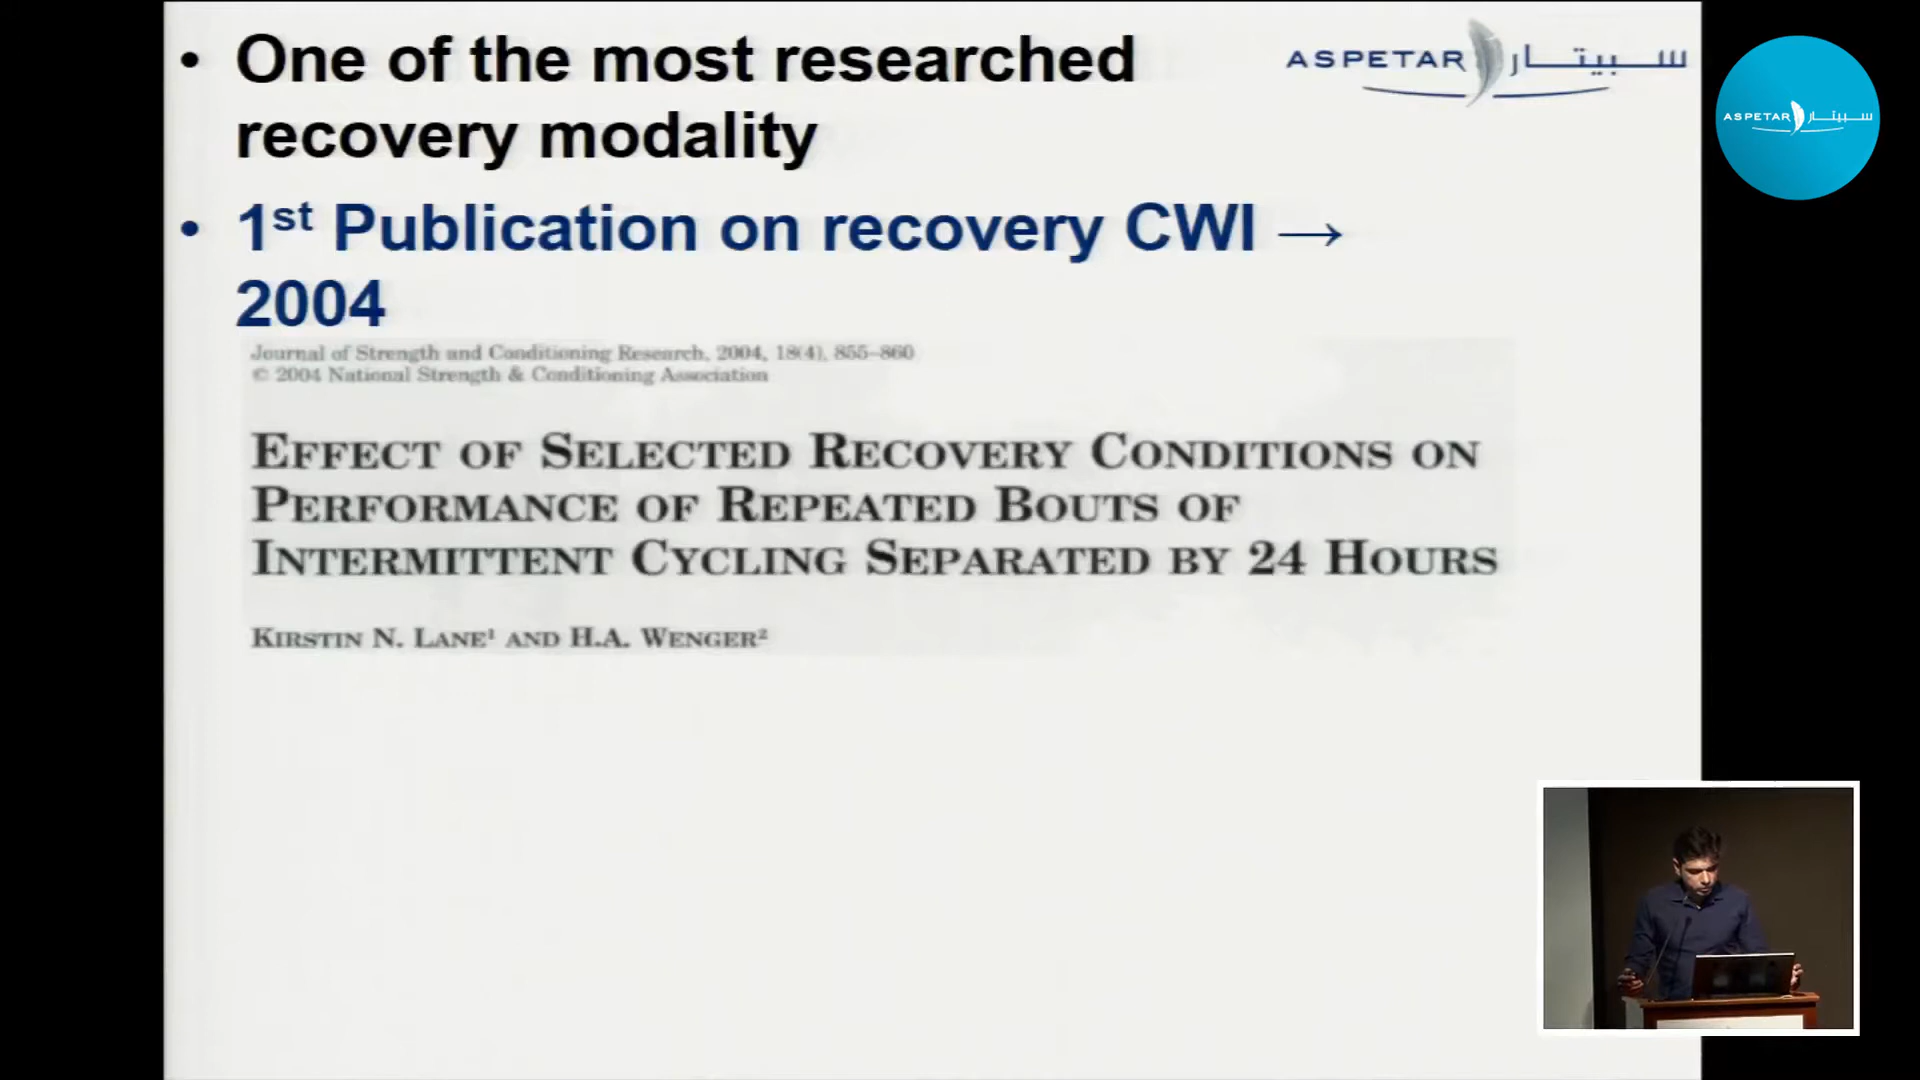 • One of the most researched
recovery modality
• 1st Publication on recovery CWI →
2004
ASPETAR سبيتار
ASPETAR سبيتار
Journal of Strength and Conditioning Research, 2004, 18(4), 855–860
© 2004 National Strength & Conditioning Association
EFFECT OF SELECTED RECOVERY CONDITIONS ON
PERFORMANCE OF REPEATED BOUTS OF
INTERMITTENT CYCLING SEPARATED BY 24 HOURS
KIRSTIN N. LANE¹ AND H.A. WENGER²